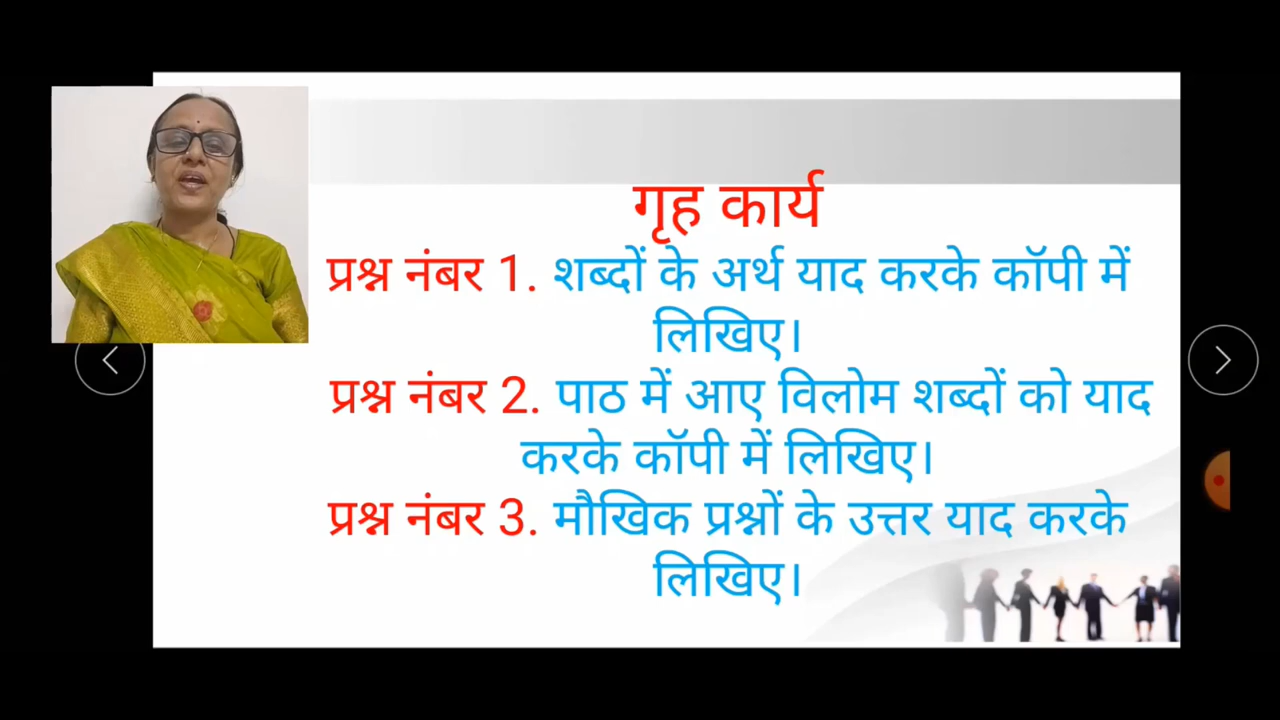 गृह कार्य
प्रश्न नंबर 1. शब्दों के अर्थ याद करके कॉपी में
लिखिए।
प्रश्न नंबर 2. पाठ में आए विलोम शब्दों को याद
करके कॉपी में लिखिए।
प्रश्न नंबर 3. मौखिक प्रश्नों के उत्तर याद करके
लिखिए।